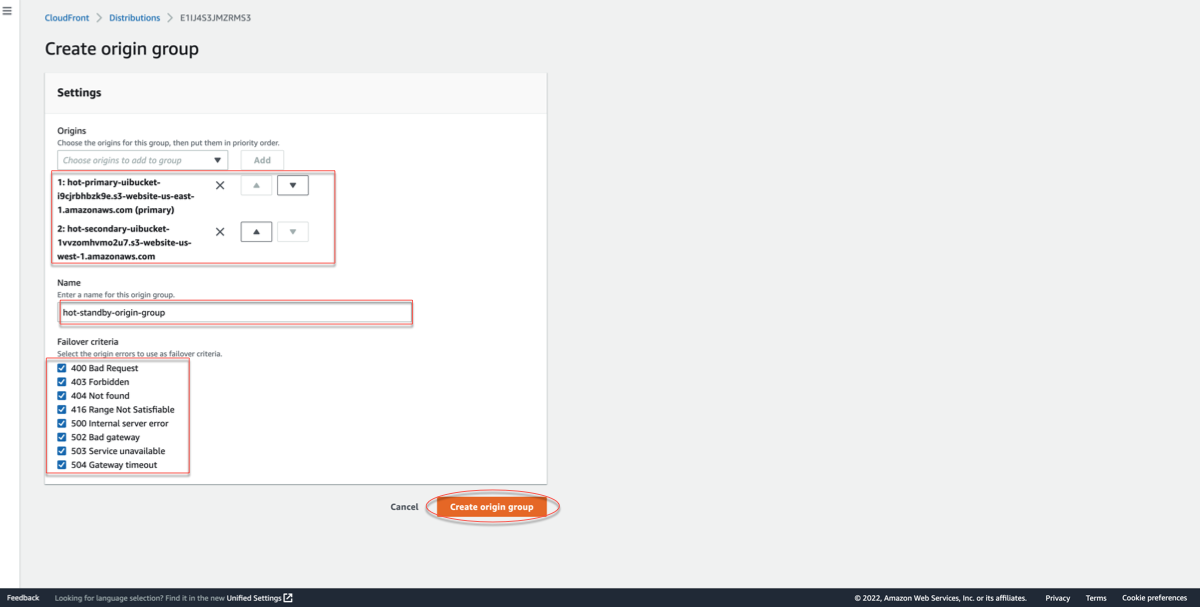 CloudFront > Distributions > E1IJ4S3JMZRMS3
Create origin group
Settings
Origins
Choose the origins for this group, then put them in priority order.
Choose origins to add to group
Add
1: hot-primary-uibucket-
i9cjrbhbzk9e.s3-website-us-east-
1.amazonaws.com (primary)
2: hot-secondary-uibucket-
1vvzomhvmo2u7.s3-website-us-
west-1.amazonaws.com
Name
Enter a name for this origin group.
hot-standby-origin-group
Failover criteria
Select the origin errors to use as failover criteria.
400 Bad Request
403 Forbidden
404 Not found
416 Range Not Satisfiable
500 Internal server error
502 Bad gateway
503 Service unavailable
504 Gateway timeout
Cancel
Create origin group
Feedback
Looking for language selection? Find it in the new Unified Settings
© 2022, Amazon Web Services, Inc. or its affiliates.
Privacy
Terms
Cookie preferences